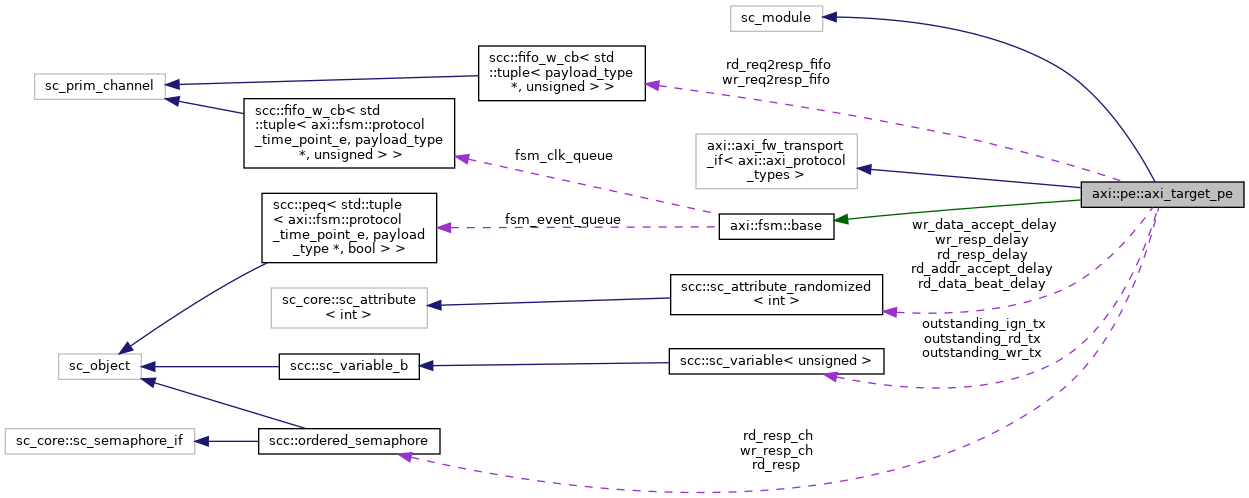 sc_module
scc::fifo_w_cb< std
::tuple< payload_type
*, unsigned > >
rd_req2resp_fifo
wr_req2resp_fifo
sc_prim_channel
scc::fifo_w_cb< std
::tuple< axi::fsm::protocol
_time_point_e, payload_type
*, unsigned > >
axi::axi_fw_transport
_if< axi::axi_protocol
_types >
fsm_clk_queue
axi::pe::axi_target_pe
scc::peq< std::tuple
< axi::fsm::protocol
_time_point_e, payload
_type *, bool > >
fsm_event_queue
axi::fsm::base
wr_data_accept_delay
wr_resp_delay
rd_resp_delay
rd_addr_accept_delay
rd_data_beat_delay
sc_core::sc_attribute
< int >
scc::sc_attribute_randomized
< int >
outstanding_ign_tx
outstanding_rd_tx
outstanding_wr_tx
sc_object
scc::sc_variable_b
scc::sc_variable< unsigned >
sc_core::sc_semaphore_if
scc::ordered_semaphore
rd_resp_ch
wr_resp_ch
rd_resp